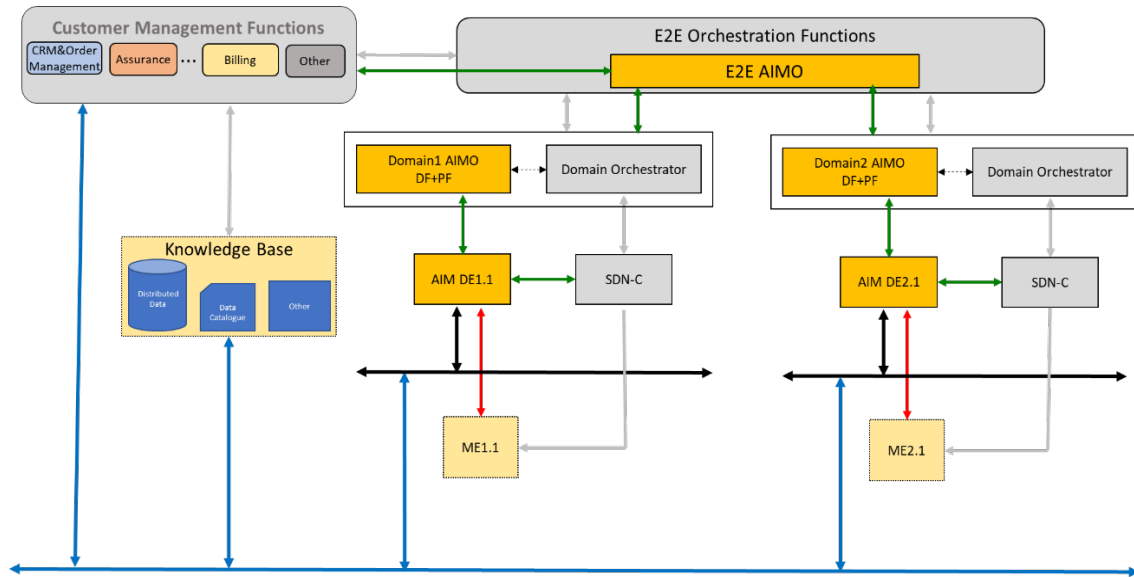 Customer Management Functions
CRM&Order
Management
Assurance
...
Billing
Other
E2E Orchestration Functions
E2E AIMO
Domain1 AIMO
DF+PF
Domain Orchestrator
Domain2 AIMO
DF+PF
Domain Orchestrator
Knowledge Base
Distributed
Data
Data
Catalogue
Other
AIM DE1.1
SDN-C
AIM DE2.1
SDN-C
ME1.1
ME2.1